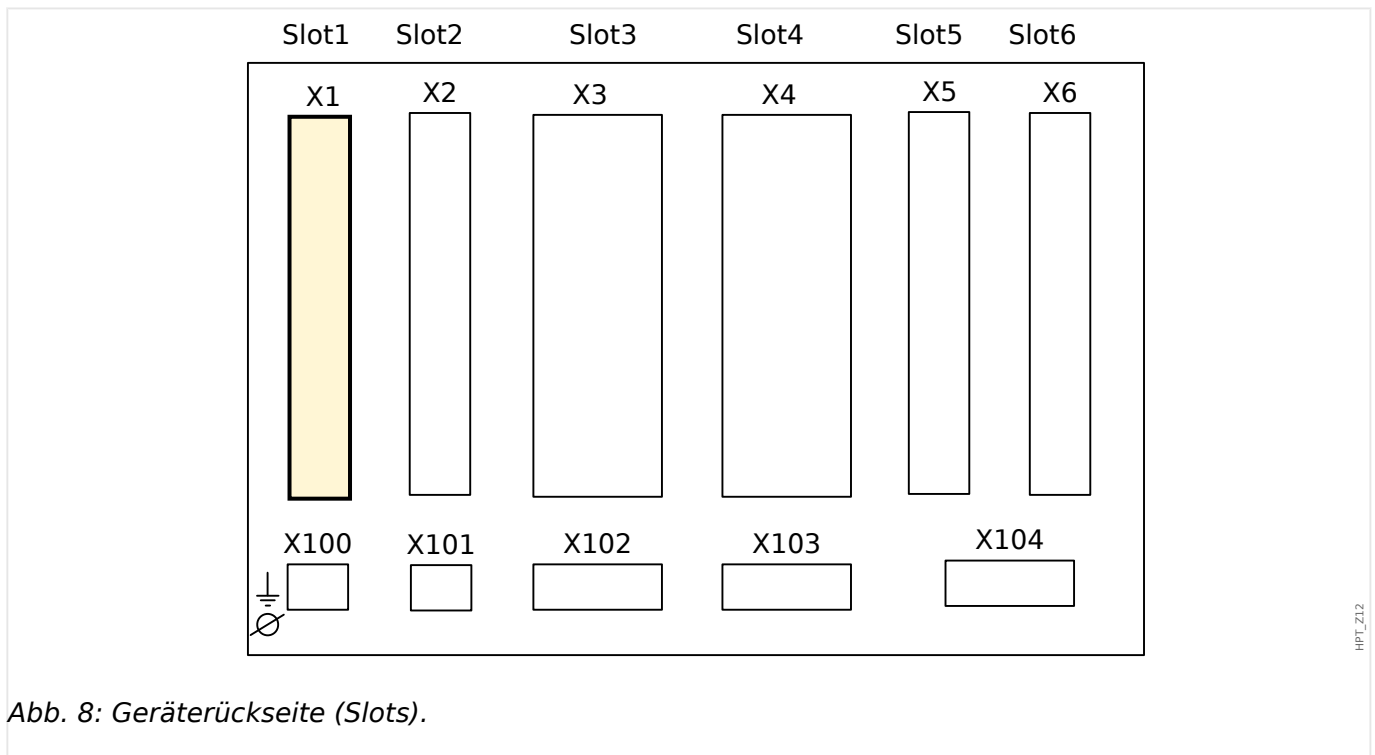 Slot1 Slot2 Slot3 Slot4 Slot5 Slot6
X1 X2 X3 X4 X5 X6
X100 X101 X102 X103 X104
HPT_Z12
Abb. 8: Geräterückseite (Slots).